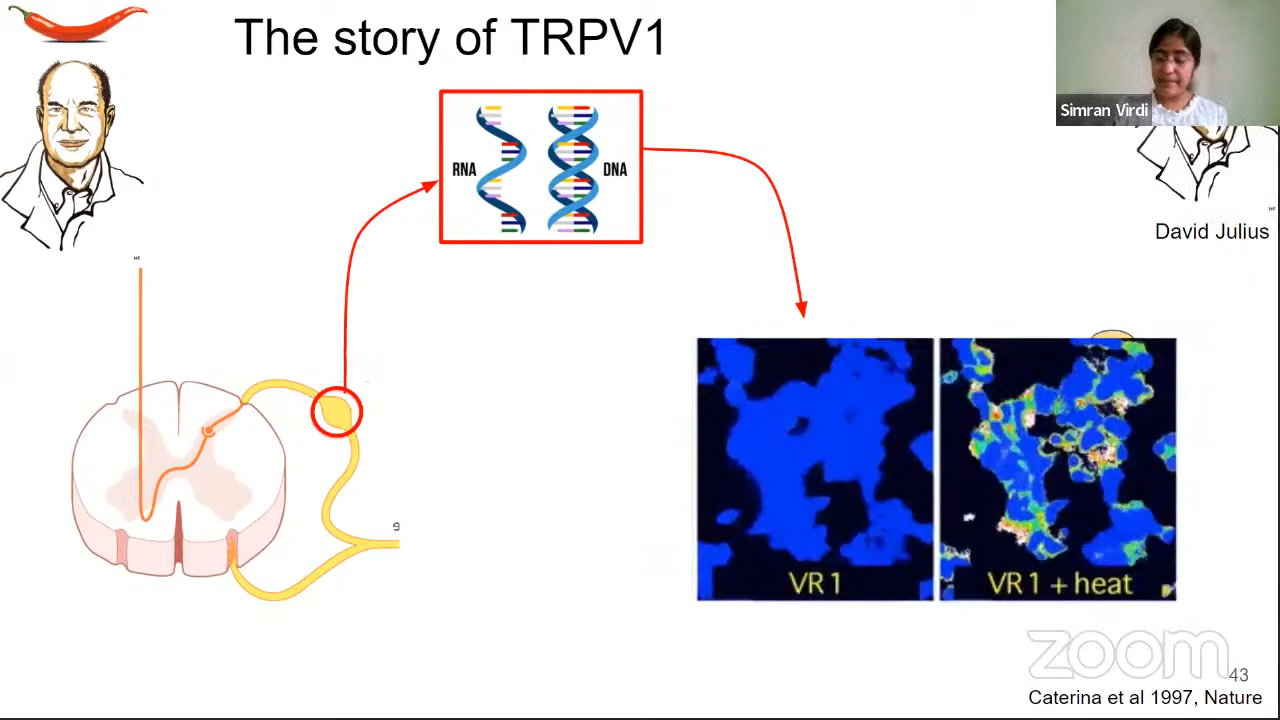 The story of TRPV1
Simran Virdi
RNA
DNA
David Julius
VR1
VR1 + heat
zoom
43
Caterina et al 1997, Nature